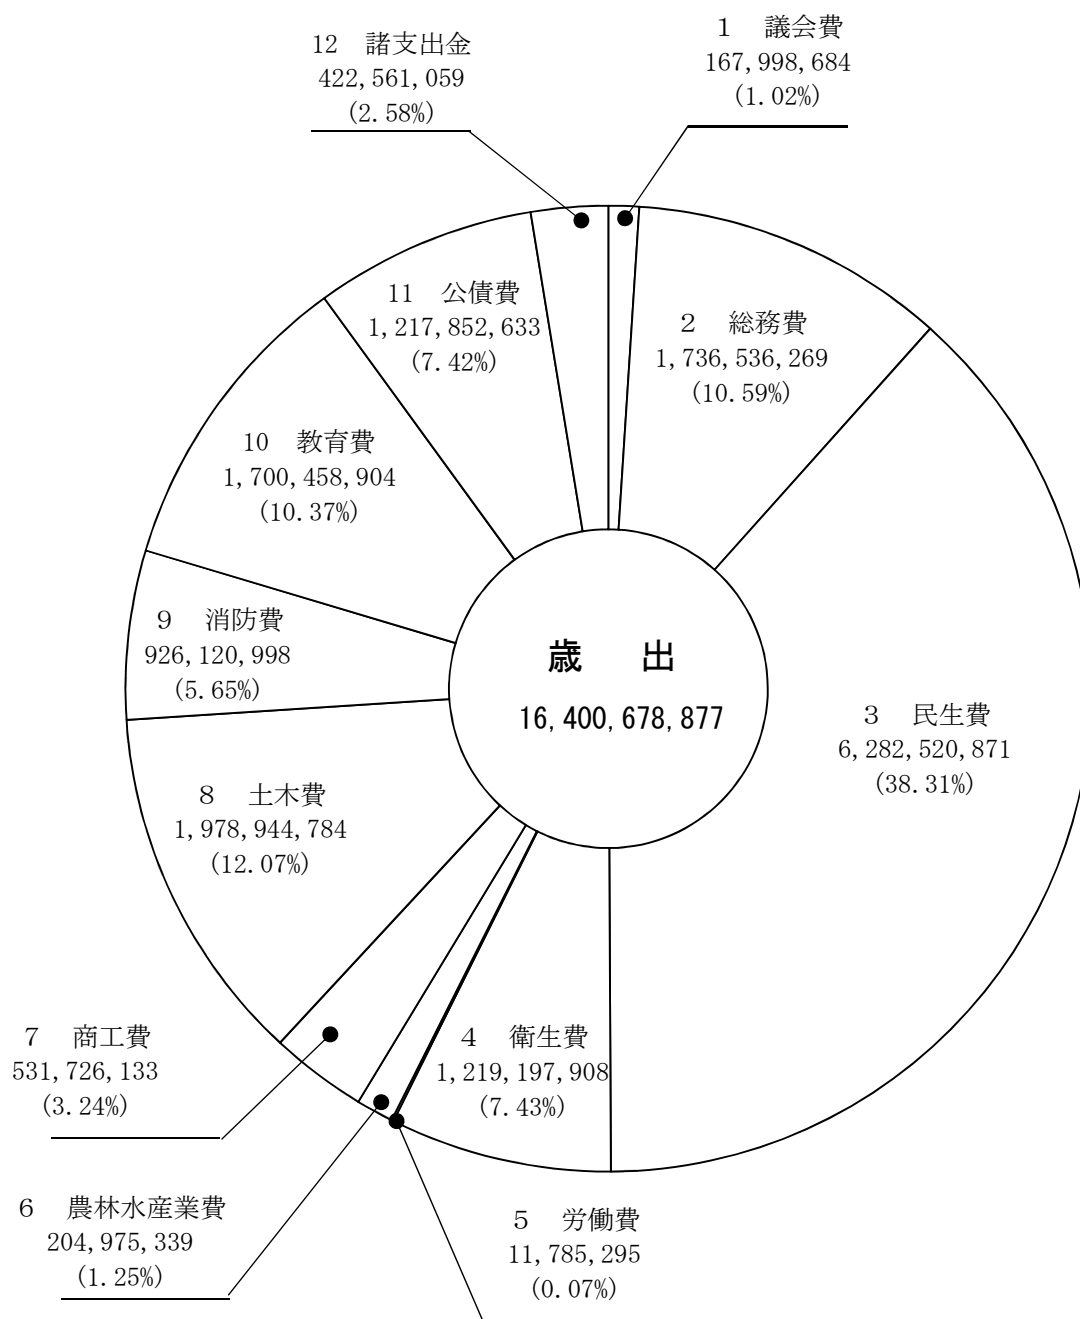 1　議会費
167,998,684
(1.02%)
2　総務費
1,736,536,269
(10.59%)
3　民生費
6,282,520,871
(38.31%)
4　衛生費
1,219,197,908
(7.43%)
5　労働費
11,785,295
(0.07%)
6　農林水産業費
204,975,339
(1.25%)
7　商工費
531,726,133
(3.24%)
8　土木費
1,978,944,784
(12.07%)
9　消防費
926,120,998
(5.65%)
10　教育費
1,700,458,904
(10.37%)
11　公債費
1,217,852,633
(7.42%)
12　諸支出金
422,561,059
(2.58%)
歳　出
16,400,678,877